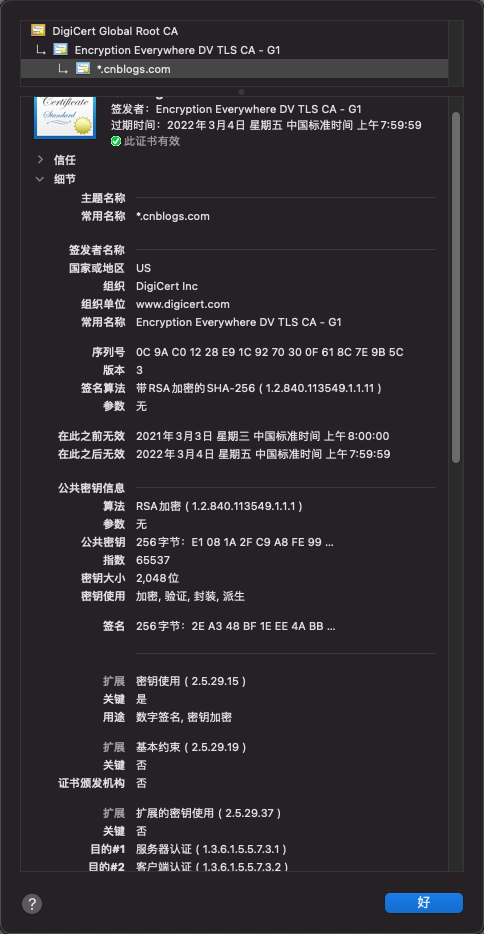 DigiCert Global Root CA
Encryption Everywhere DV TLS CA - G1
*.cnblogs.com
Certificate
Standard
签发者：Encryption Everywhere DV TLS CA - G1
过期时间：2022年3月4日 星期五 中国标准时间 上午7:59:59
此证书有效
信任
细节
主题名称
常用名称 *.cnblogs.com
签发者名称
国家或地区 US
组织 DigiCert Inc
组织单位 www.digicert.com
常用名称 Encryption Everywhere DV TLS CA - G1
序列号 0C 9A C0 12 28 E9 1C 92 70 30 0F 61 8C 7E 9B 5C
版本 3
签名算法 带RSA加密的SHA-256 ( 1.2.840.113549.1.1.11 )
参数 无
在此之前无效 2021年3月3日 星期三 中国标准时间 上午8:00:00
在此之后无效 2022年3月4日 星期五 中国标准时间 上午7:59:59
公共密钥信息
算法 RSA加密 ( 1.2.840.113549.1.1.1 )
参数 无
公共密钥 256字节：E1 08 1A 2F C9 A8 FE 99 ...
指数 65537
密钥大小 2,048位
密钥使用 加密, 验证, 封装, 派生
签名 256字节：2E A3 48 BF 1E EE 4A BB ...
扩展 密钥使用 ( 2.5.29.15 )
关键 是
用途 数字签名, 密钥加密
扩展 基本约束 ( 2.5.29.19 )
关键 否
证书颁发机构 否
扩展 扩展的密钥使用 ( 2.5.29.37 )
关键 否
目的#1 服务器认证 ( 1.3.6.1.5.5.7.3.1 )
目的#2 客户端认证 ( 1.3.6.1.5.5.7.3.2 )
?
好